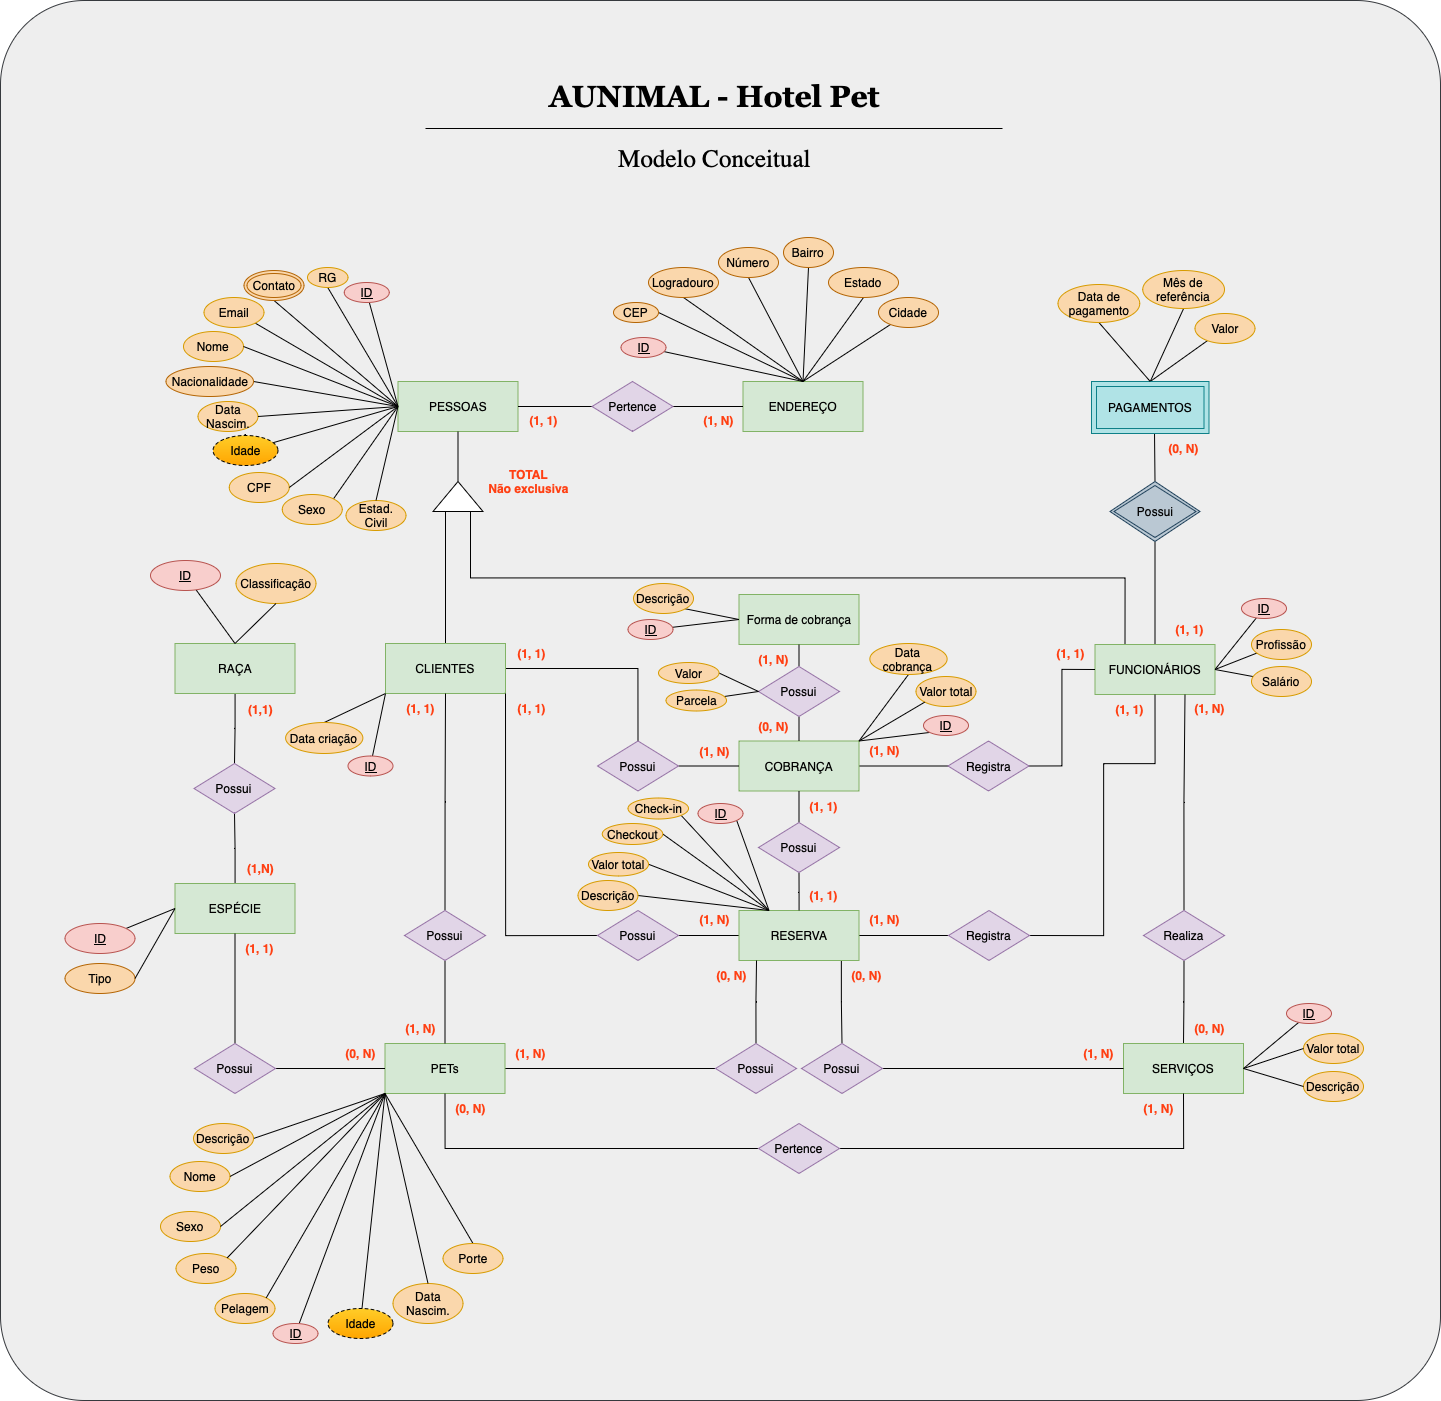 AUNIMAL - Hotel Pet
Modelo Conceitual
Contato
RG
ID
Email
Nome
Nacionalidade
Data
Nascim.
Idade
CPF
Sexo
Estad.
Civil
PESSOAS
(1, 1)
Pertence
(1, N)
ENDEREÇO
CEP
Logradouro
Número
Bairro
Estado
Cidade
ID
Data de
pagamento
Mês de
referência
Valor
PAGAMENTOS
(0, N)
Possui
TOTAL
Não exclusiva
ID
Classificação
RAÇA
(1,1)
Possui
(1,N)
ESPÉCIE
ID
Tipo
(1, 1)
Possui
(0, N)
CLIENTES
(1, 1)
(1, 1)
(1, 1)
Data criação
ID
Descrição
ID
Forma de cobrança
(1, N)
Valor
Parcela
Possui
(0, N)
Data
cobrança
Valor total
ID
Possui
(1, N)
COBRANÇA
(1, N)
Registra
(1, 1)
(1, 1)
FUNCIONÁRIOS
ID
Profissão
Salário
(1, 1)
(1, N)
(1, 1)
Possui
(1, 1)
Check-in
ID
Checkout
Valor total
Descrição
Possui
Possui
(1, N)
RESERVA
(1, N)
Registra
Realiza
(0, N)
(0, N)
(1, N)
(1, N)
PETs
(0, N)
Possui
Possui
(1, N)
(0, N)
SERVIÇOS
ID
Valor total
Descrição
(1, N)
Pertence
Descrição
Nome
Sexo
Peso
Pelagem
ID
Idade
Data
Nascim.
Porte